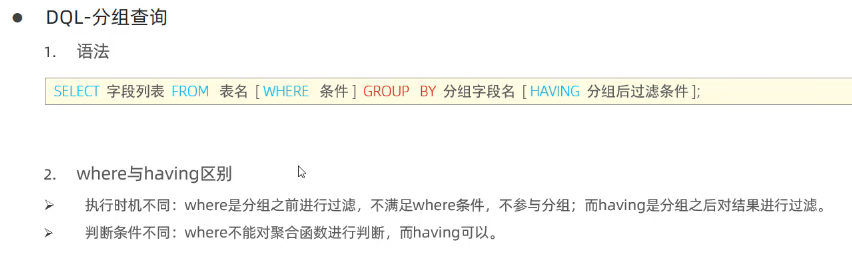 ● DQL-分组查询
1. 语法
SELECT 字段列表 FROM 表名 [ WHERE 条件 ] GROUP BY 分组字段名 [ HAVING 分组后过滤条件 ];
2. where与having区别
➢ 执行时机不同：where是分组之前进行过滤，不满足where条件，不参与分组；而having是分组之后对结果进行过滤。
➢ 判断条件不同：where不能对聚合函数进行判断，而having可以。